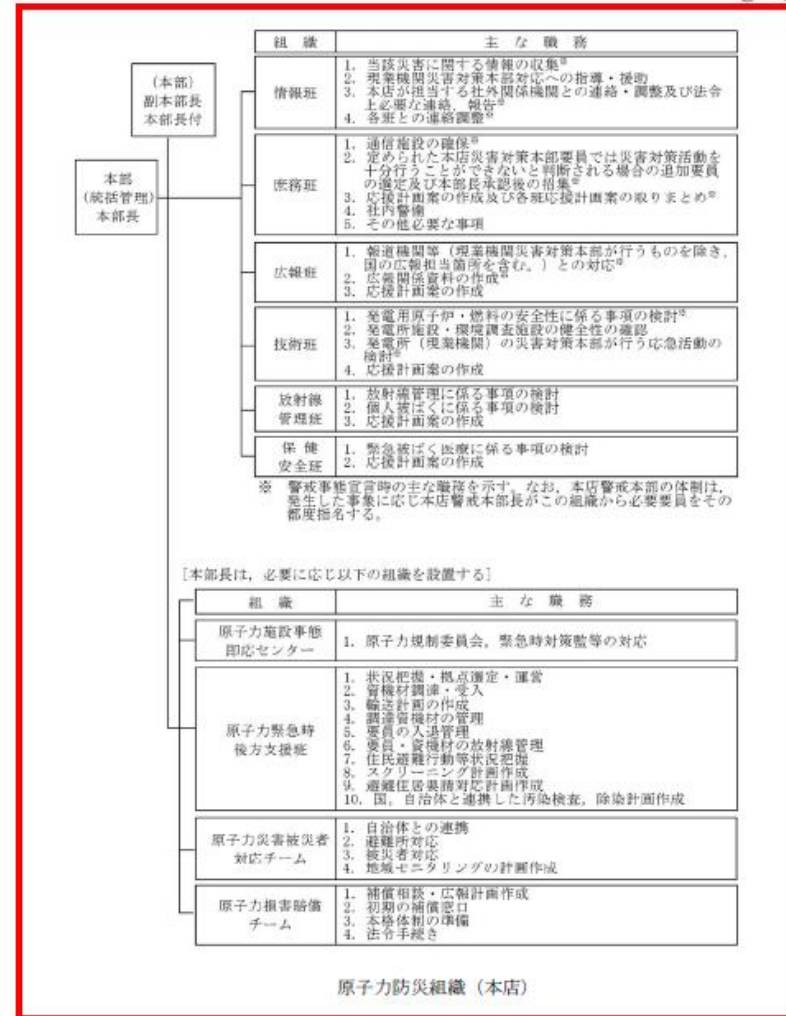 組織　主な職務
(本部)
副本部長
本部長付
本部
(統括管理)
本部長
情報班
1. 当該災害に関する情報の収集※
2. 現業機関災害対策本部対応への指導・援助
3. 本店が担当する社外関係機関との連絡・調整及び法令
上必要な連絡，報告※
4. 各班との連絡調整※
庶務班
1. 通信施設の確保※
2. 定められた本店災害対策本部要員では災害対策活動を
十分行うことができないと判断される場合の追加要員
の選定及び本部長承認後の招集※
3. 応援計画案の作成及び各班応援計画案の取りまとめ※
4. 社内警備
5. その他必要な事項
広報班
1. 報道機関等（現業機関災害対策本部が行うものを除き，
国の広報担当箇所を含む。）との対応※
2. 広報関係資料の作成※
3. 応援計画案の作成
技術班
1. 発電用原子炉・燃料の安全性に係る事項の検討※
2. 発電所施設・環境調査施設の健全性の確認
3. 発電所（現業機関）の災害対策本部が行う応急活動の
検討※
4. 応援計画案の作成
放射線
管理班
1. 放射線管理に係る事項の検討
2. 個人被ばくに係る事項の検討
3. 応援計画案の作成
保健
安全班
1. 緊急被ばく医療に係る事項の検討
2. 応援計画案の作成
※　警戒事態宣言時の主な職務を示す。なお，本店警戒本部の体制は，
発生した事象に応じ本店警戒本部長がこの組織から必要要員をその
都度指名する。
[本部長は，必要に応じ以下の組織を設置する]
組織　主な職務
原子力施設事態
即応センター
1. 原子力規制委員会，緊急時対策監等の対応
原子力緊急時
後方支援班
1. 状況把握・拠点選定・運営
2. 資機材調達・受入
3. 輸送計画の作成
4. 調達資機材の管理
5. 要員の入退管理
6. 要員・資機材の放射線管理
7. 住民避難行動等状況把握
8. スクリーニング計画作成
9. 避難住居要請対応計画作成
10. 国，自治体と連携した汚染検査，除染計画作成
原子力災害被災者
対応チーム
1. 自治体との連携
2. 避難所対応
3. 被災者対応
4. 地域モニタリングの計画作成
原子力損害賠償
チーム
1. 補償相談・広報計画作成
2. 初期の補償窓口
3. 本格体制の準備
4. 法令手続き
原子力防災組織（本店）